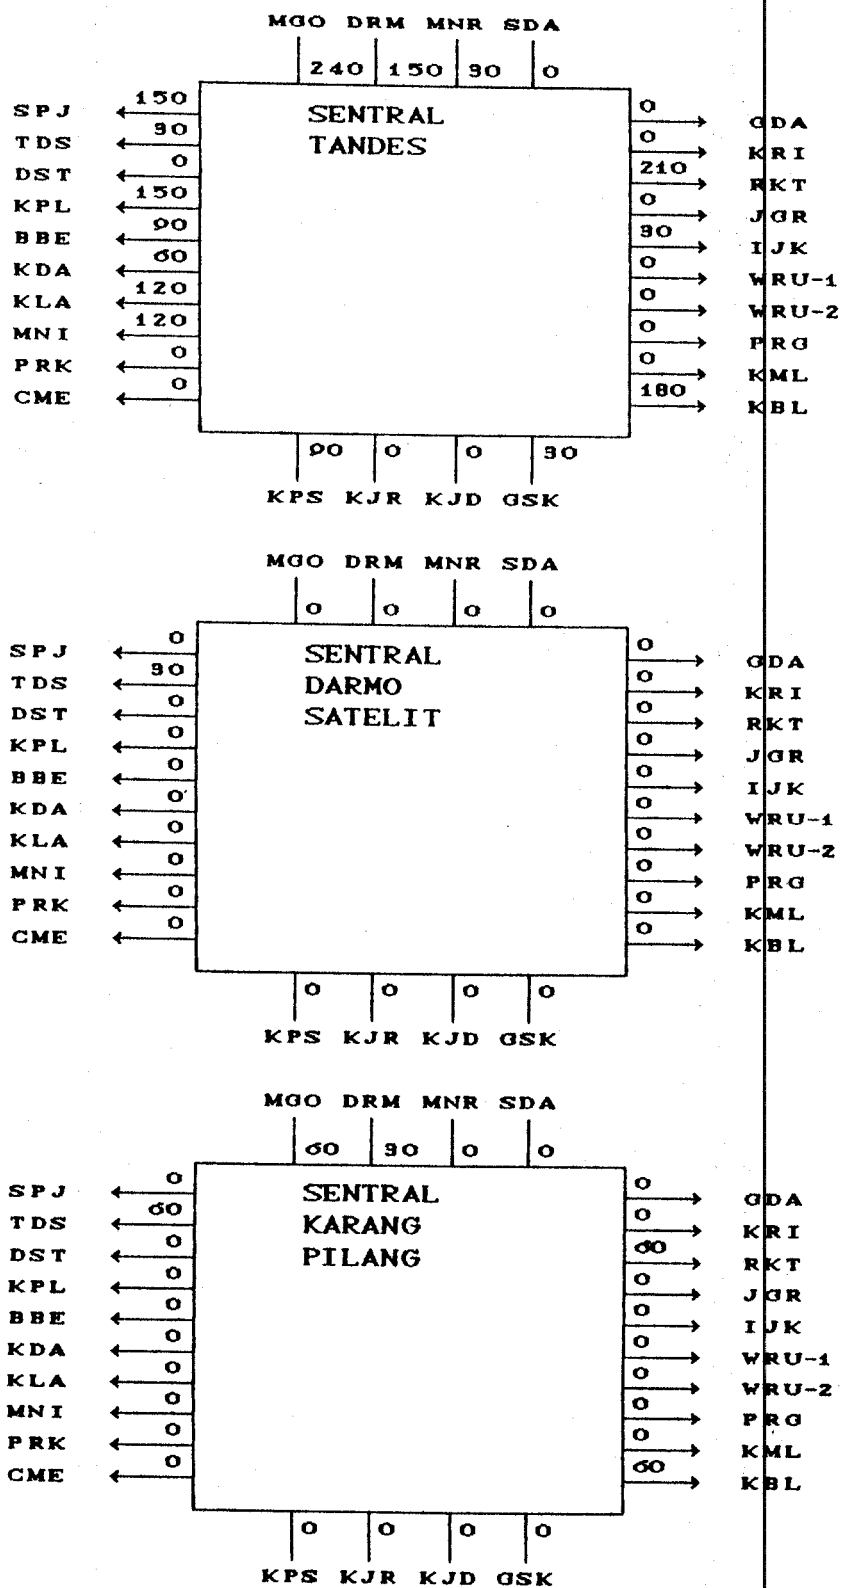 MGO DRM MNR SDA
240 150 30 0
SPJ 150 0 GDA
SENTRAL
TANDES
TDS 30 0 KRI
DST 0 210 RKT
KPL 150 0 JGR
BBE 90 30 IJK
KDA 60 0 WRU-1
KLA 120 0 WRU-2
MNI 120 0 PRG
PRK 0 0 KML
CME 0 180 KBL
90 0 0 30
KPS KJR KJD GSK
MGO DRM MNR SDA
0 0 0 0
SPJ 0 0 GDA
SENTRAL
DARMO
SATELIT
TDS 30 0 KRI
DST 0 0 RKT
KPL 0 0 JGR
BBE 0 0 IJK
KDA 0 0 WRU-1
KLA 0 0 WRU-2
MNI 0 0 PRG
PRK 0 0 KML
CME 0 0 KBL
0 0 0 0
KPS KJR KJD GSK
MGO DRM MNR SDA
60 30 0 0
SPJ 0 0 GDA
SENTRAL
KARANG
PILANG
TDS 60 0 KRI
DST 0 60 RKT
KPL 0 0 JGR
BBE 0 0 IJK
KDA 0 0 WRU-1
KLA 0 0 WRU-2
MNI 0 0 PRG
PRK 0 0 KML
CME 0 60 KBL
0 0 0 0
KPS KJR KJD GSK